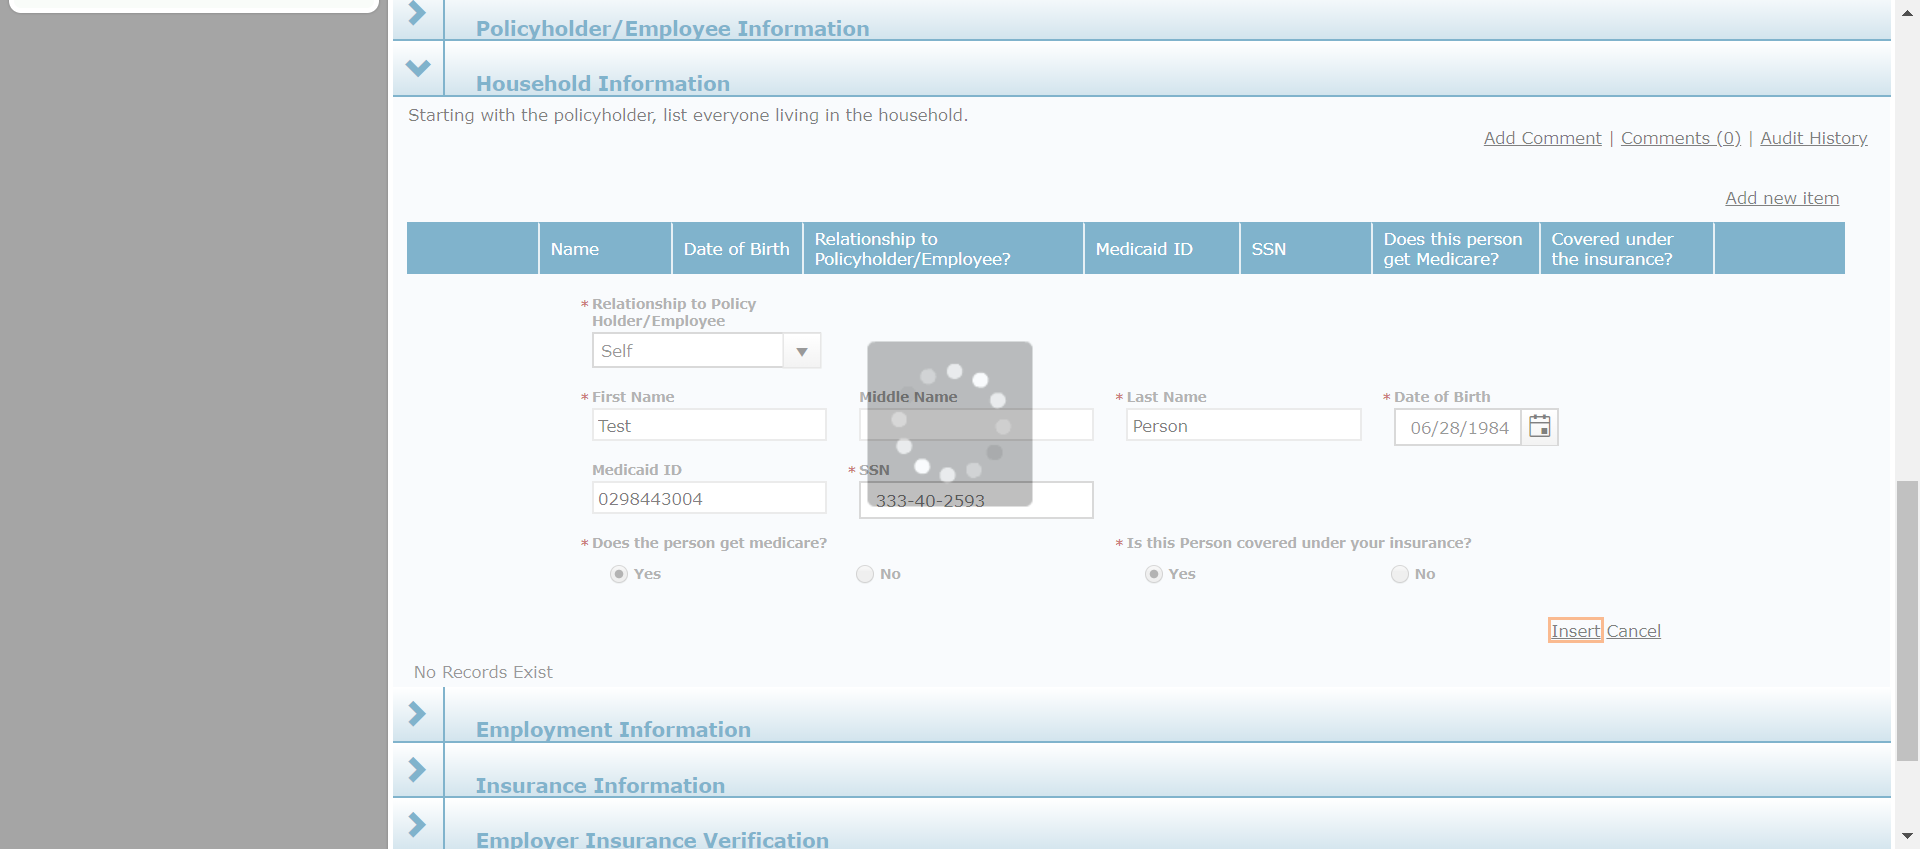 Policyholder/Employee Information
Household Information
Starting with the policyholder, list everyone living in the household.
Add Comment | Comments (0) | Audit History
Add new item
Name
Date of Birth
Relationship to
Policyholder/Employee?
Medicaid ID
SSN
Does this person
get Medicare?
Covered under
the insurance?
* Relationship to Policy
Holder/Employee
Self
* First Name
Middle Name
* Last Name
* Date of Birth
Test
Person
06/28/1984
Medicaid ID
* SSN
0298443004
333-40-2593
* Does the person get medicare?
* Is this Person covered under your insurance?
Yes
No
Yes
No
Insert Cancel
No Records Exist
Employment Information
Insurance Information
Employer Insurance Verification